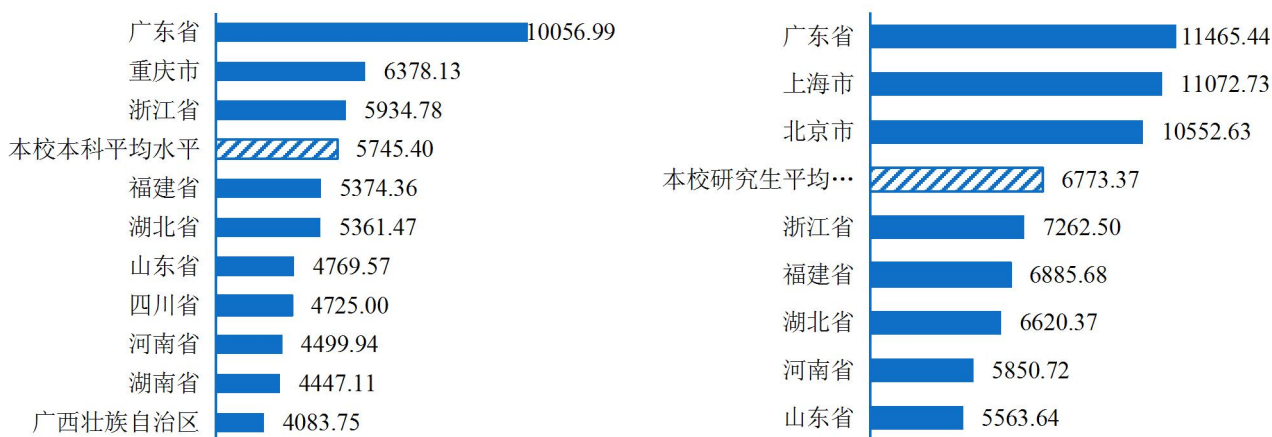 广东省 10056.99
重庆市 6378.13
浙江省 5934.78
本校本科平均水平 5745.40
福建省 5374.36
湖北省 5361.47
山东省 4769.57
四川省 4725.00
河南省 4499.94
湖南省 4447.11
广西壮族自治区 4083.75
广东省 11465.44
上海市 11072.73
北京市 10552.63
本校研究生平均… 6773.37
浙江省 7262.50
福建省 6885.68
湖北省 6620.37
河南省 5850.72
山东省 5563.64